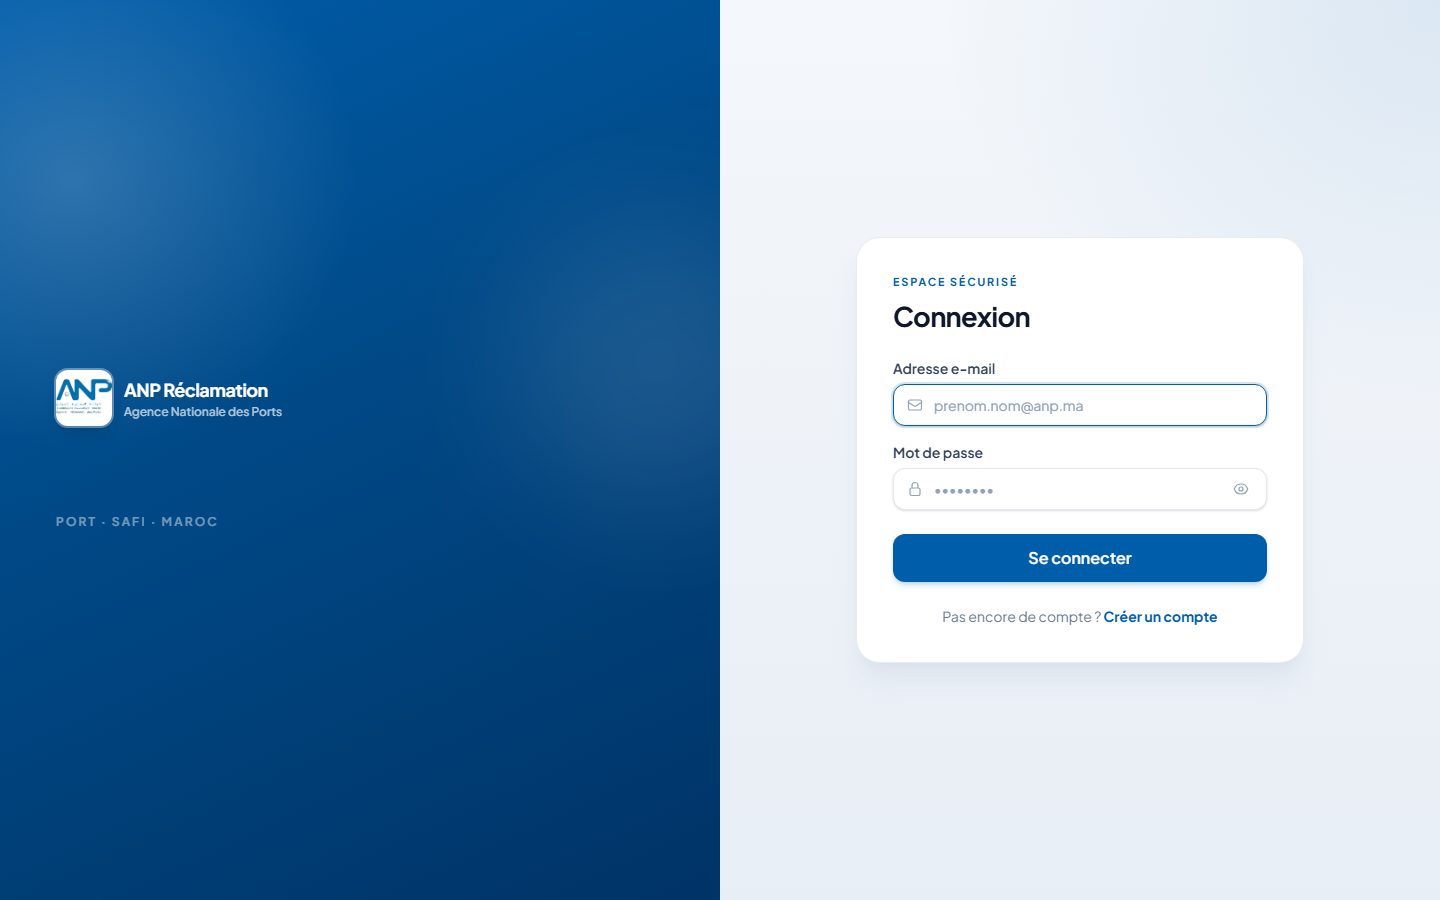 ANP
ANP Réclamation
Agence Nationale des Ports
PORT · SAFI · MAROC
ESPACE SÉCURISÉ
Connexion
Adresse e-mail
prenom.nom@anp.ma
Mot de passe
••••••••
Se connecter
Pas encore de compte ? Créer un compte